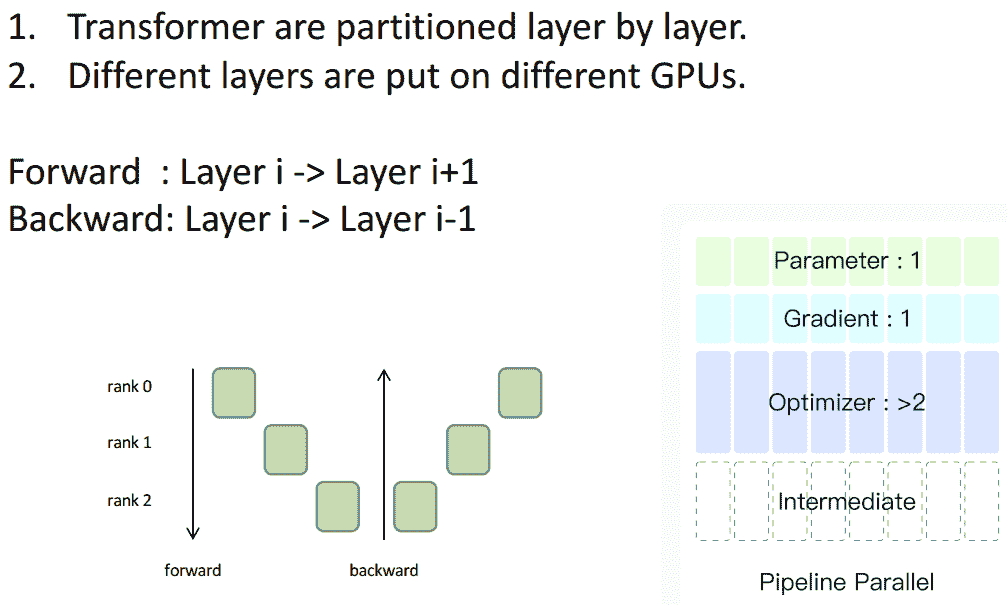 1. Transformer are partitioned layer by layer.
2. Different layers are put on different GPUs.
Forward : Layer i -> Layer i+1
Backward: Layer i -> Layer i-1
rank 0
rank 1
rank 2
forward
backward
Parameter : 1
Gradient : 1
Optimizer : >2
Intermediate
Pipeline Parallel